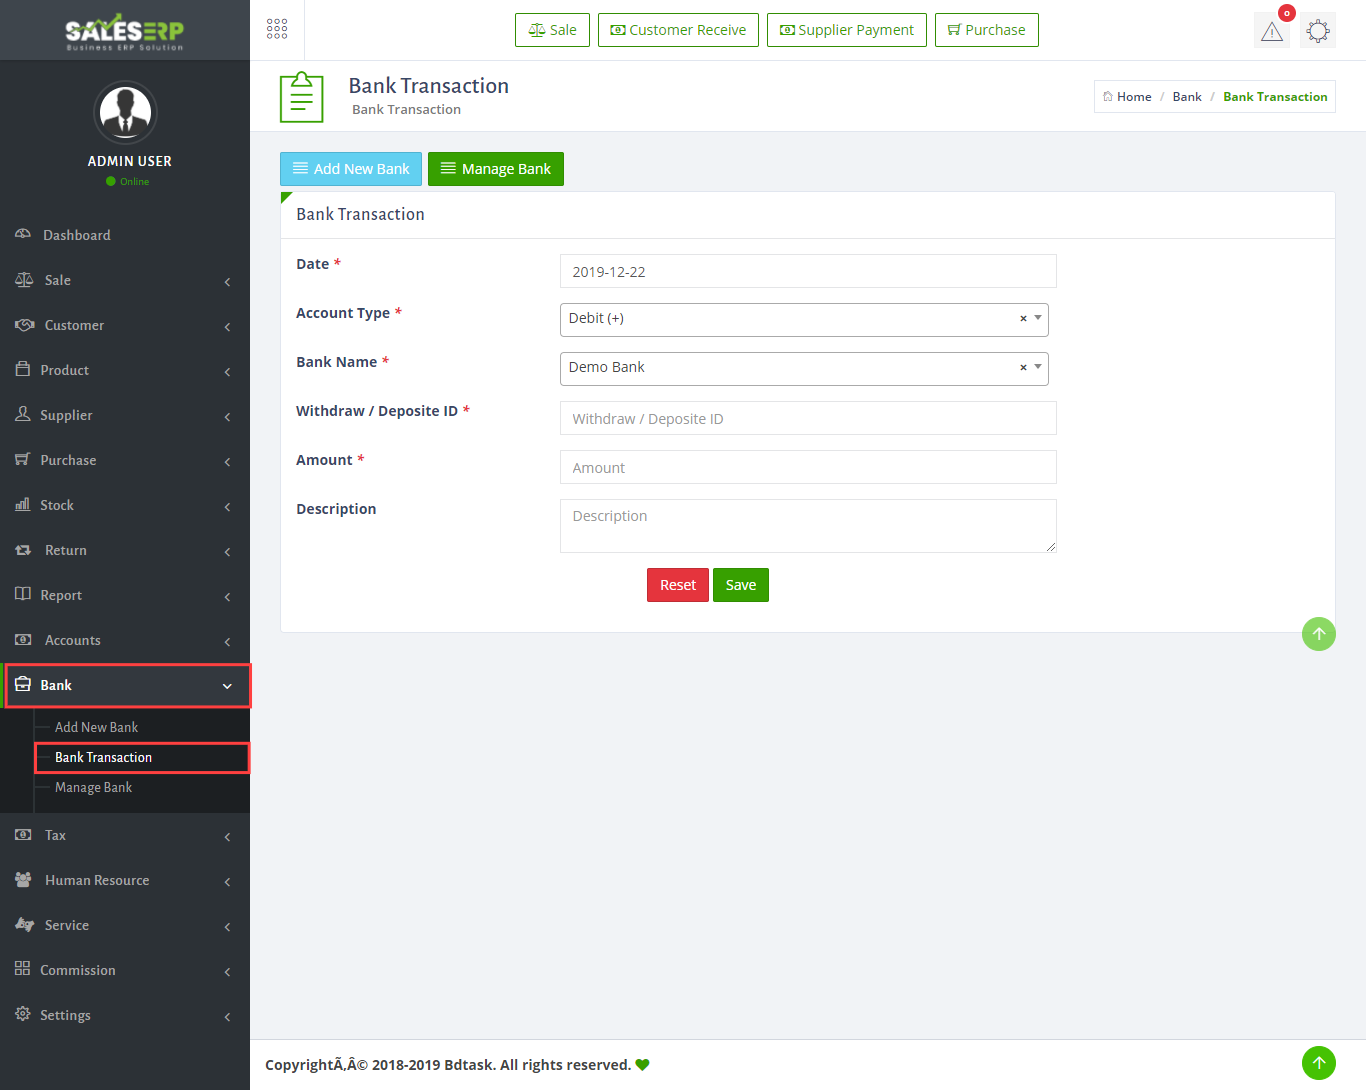 SALESERP
Business ERP Solution
Sale
Customer Receive
Supplier Payment
Purchase
0
ADMIN USER
Online
Dashboard
Sale
Customer
Product
Supplier
Purchase
Stock
Return
Report
Accounts
Bank
Add New Bank
Bank Transaction
Manage Bank
Tax
Human Resource
Service
Commission
Settings
Bank Transaction
Bank Transaction
Home / Bank / Bank Transaction
Add New Bank
Manage Bank
Bank Transaction
Date *
2019-12-22
Account Type *
Debit (+) ×
Bank Name *
Demo Bank ×
Withdraw / Deposite ID *
Withdraw / Deposite ID
Amount *
Amount
Description
Description
Reset
Save
CopyrightÃ‚Â© 2018-2019 Bdtask. All rights reserved.